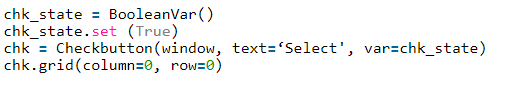 chk_state = BooleanVar()
chk_state.set (True)
chk = Checkbutton(window, text=‘Select', var=chk_state)
chk.grid(column=0, row=0)